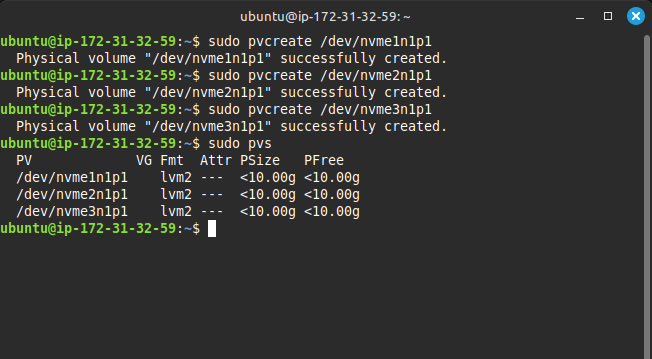 ubuntu@ip-172-31-32-59: ~
ubuntu@ip-172-31-32-59:~$ sudo pvcreate /dev/nvme1n1p1
  Physical volume "/dev/nvme1n1p1" successfully created.
ubuntu@ip-172-31-32-59:~$ sudo pvcreate /dev/nvme2n1p1
  Physical volume "/dev/nvme2n1p1" successfully created.
ubuntu@ip-172-31-32-59:~$ sudo pvcreate /dev/nvme3n1p1
  Physical volume "/dev/nvme3n1p1" successfully created.
ubuntu@ip-172-31-32-59:~$ sudo pvs
  PV             VG Fmt  Attr PSize   PFree
  /dev/nvme1n1p1    lvm2 ---  <10.00g <10.00g
  /dev/nvme2n1p1    lvm2 ---  <10.00g <10.00g
  /dev/nvme3n1p1    lvm2 ---  <10.00g <10.00g
ubuntu@ip-172-31-32-59:~$